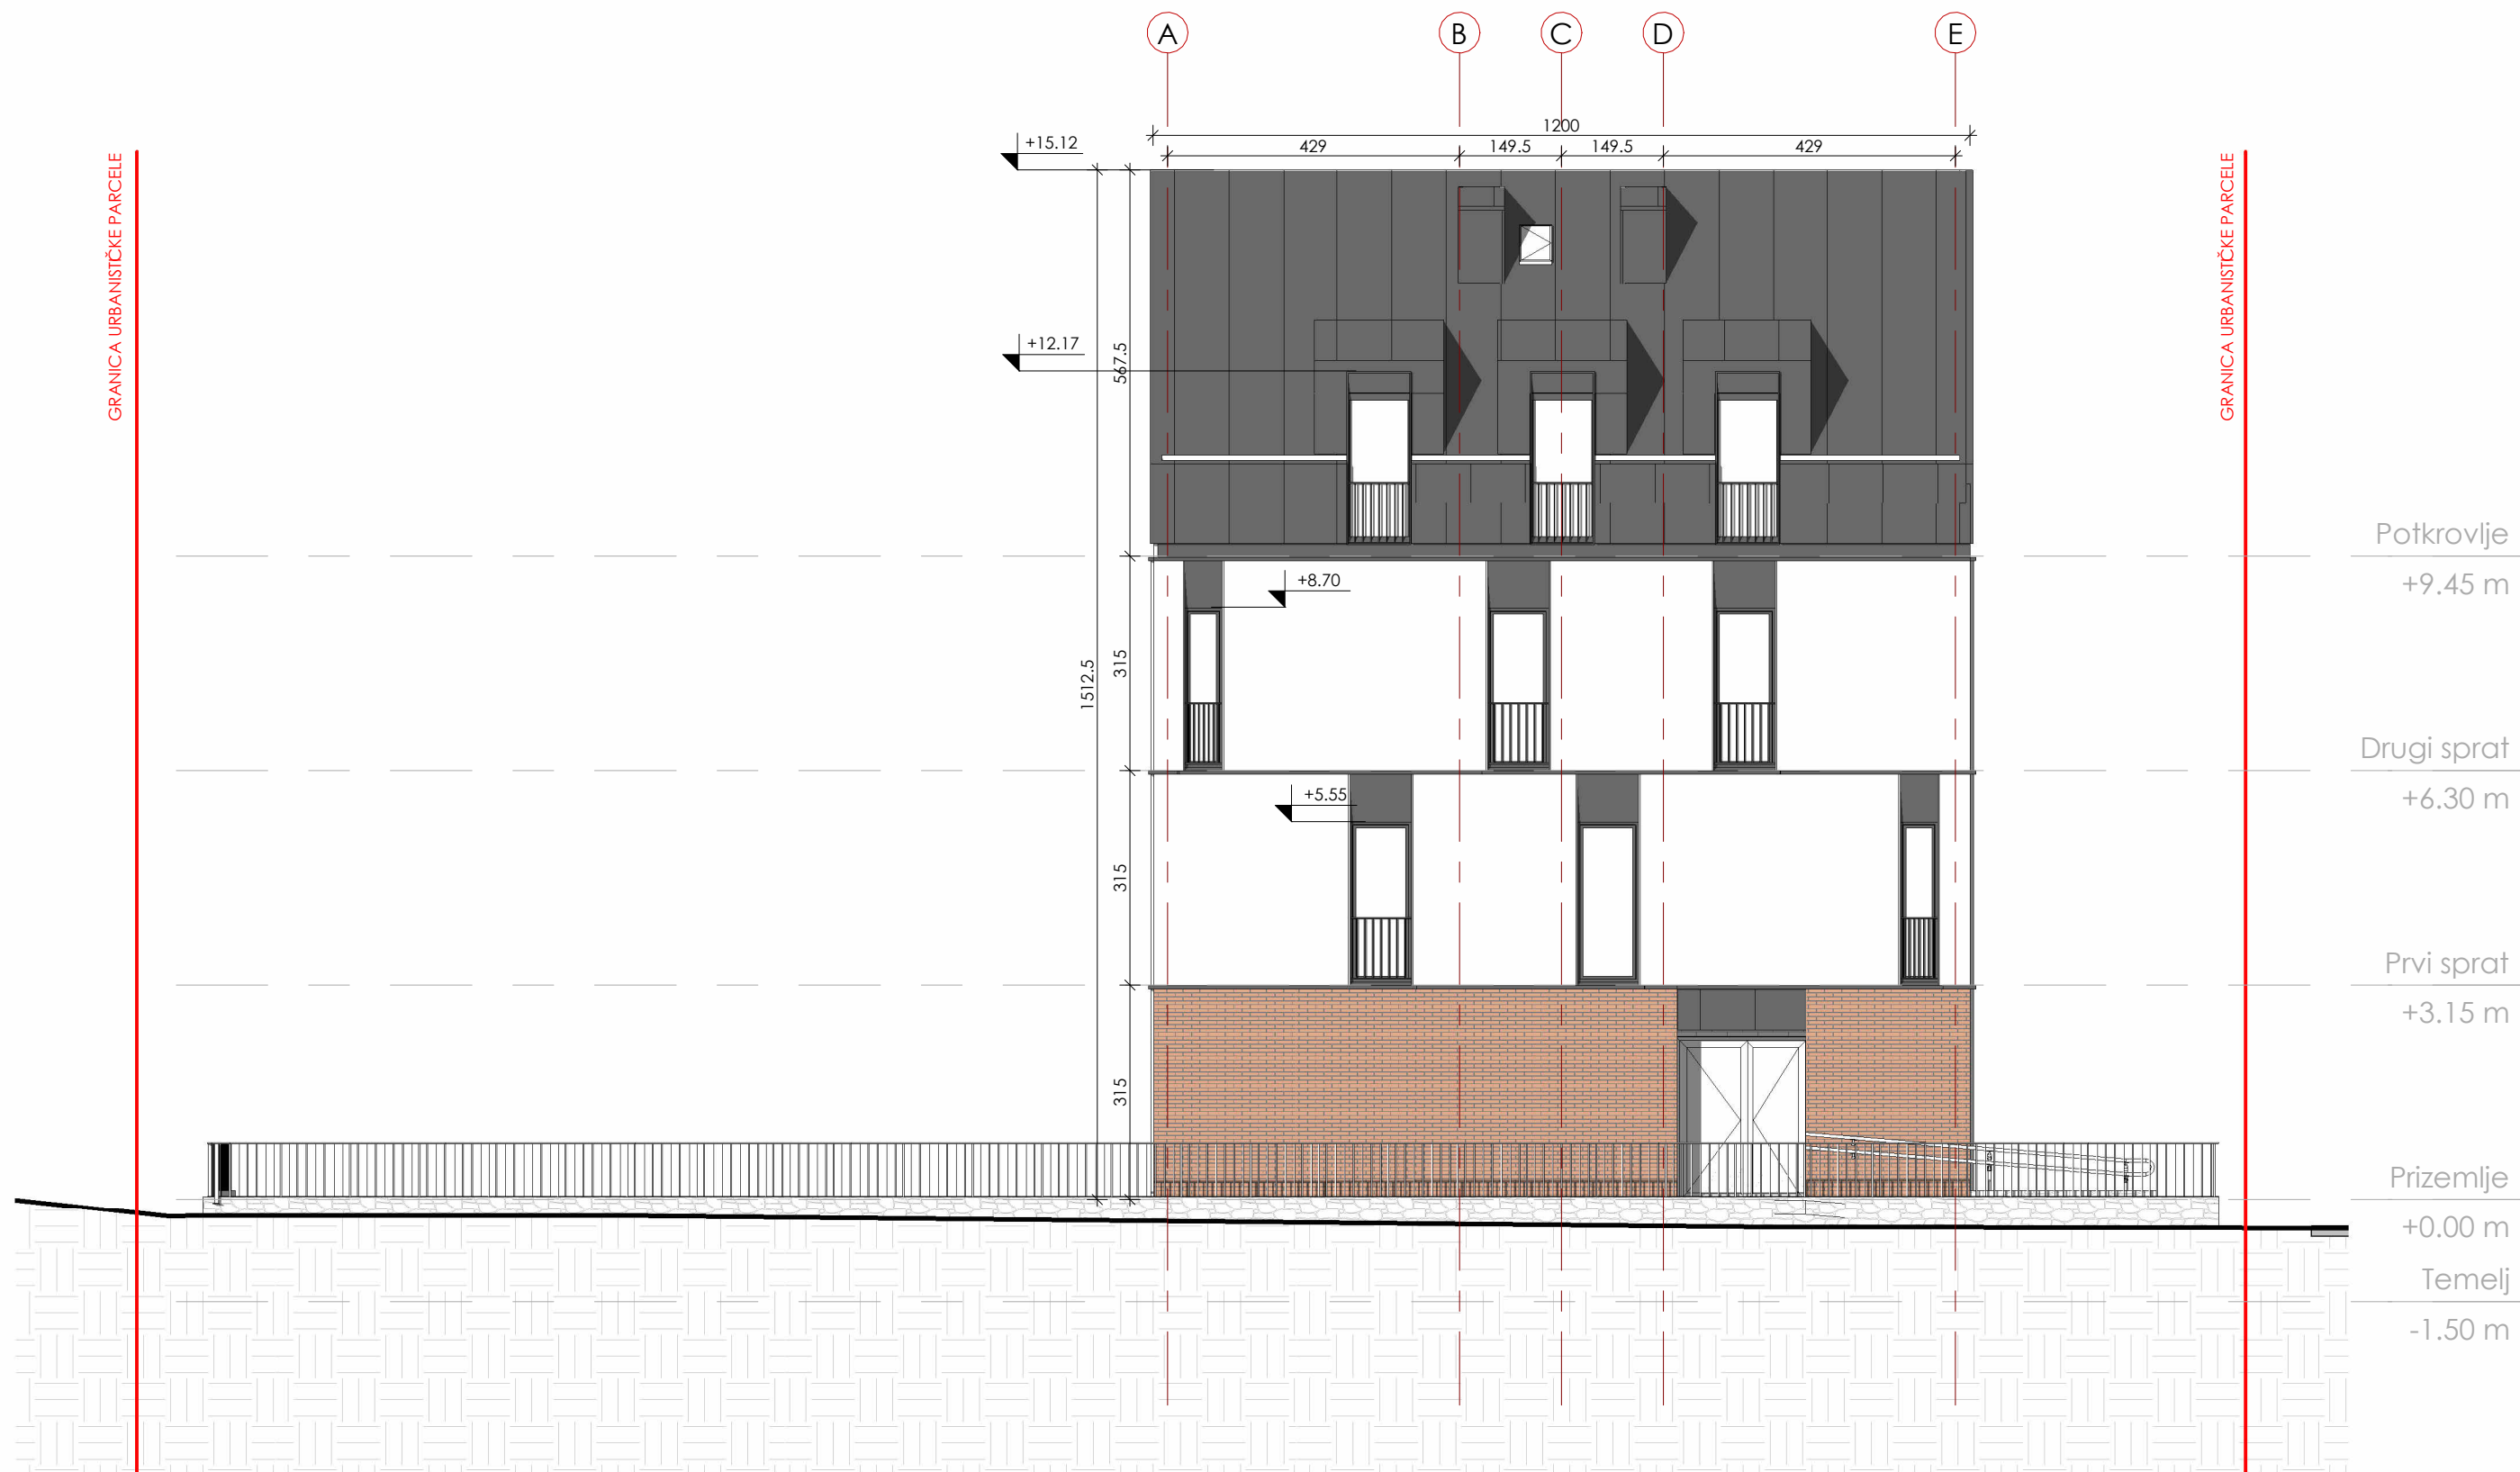 A B C D E
1200
429 149.5 149.5 429
+15.12
GRANICA URBANISTČKE PARCELE
GRANICA URBANISTČKE PARCELE
+12.17
567.5
Potkrovlje
+9.45 m
+8.70
315
1512.5
Drugi sprat
+6.30 m
+5.55
315
Prvi sprat
+3.15 m
315
Prizemlje
+0.00 m
Temelj
-1.50 m